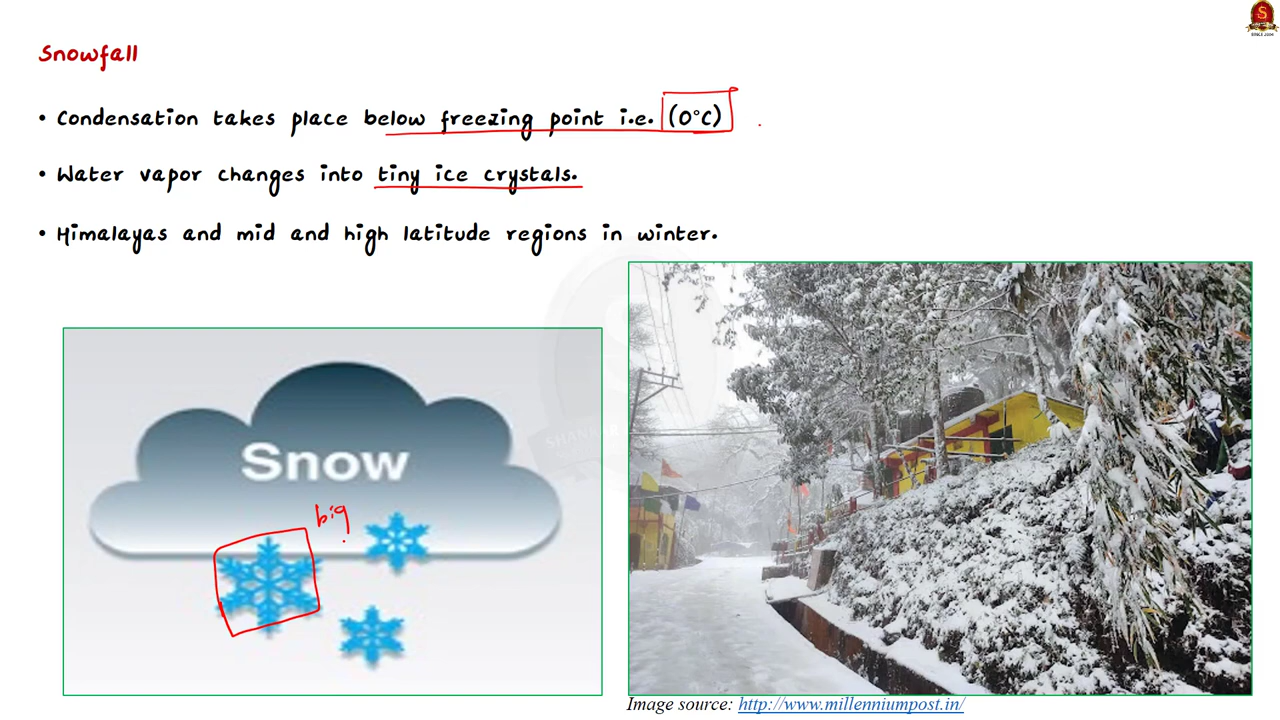 Snowfall
• Condensation takes place below freezing point i.e. (0°C)
• Water vapor changes into tiny ice crystals.
• Himalayas and mid and high latitude regions in winter.
Snow
big
Image source: http://www.millenniumpost.in/